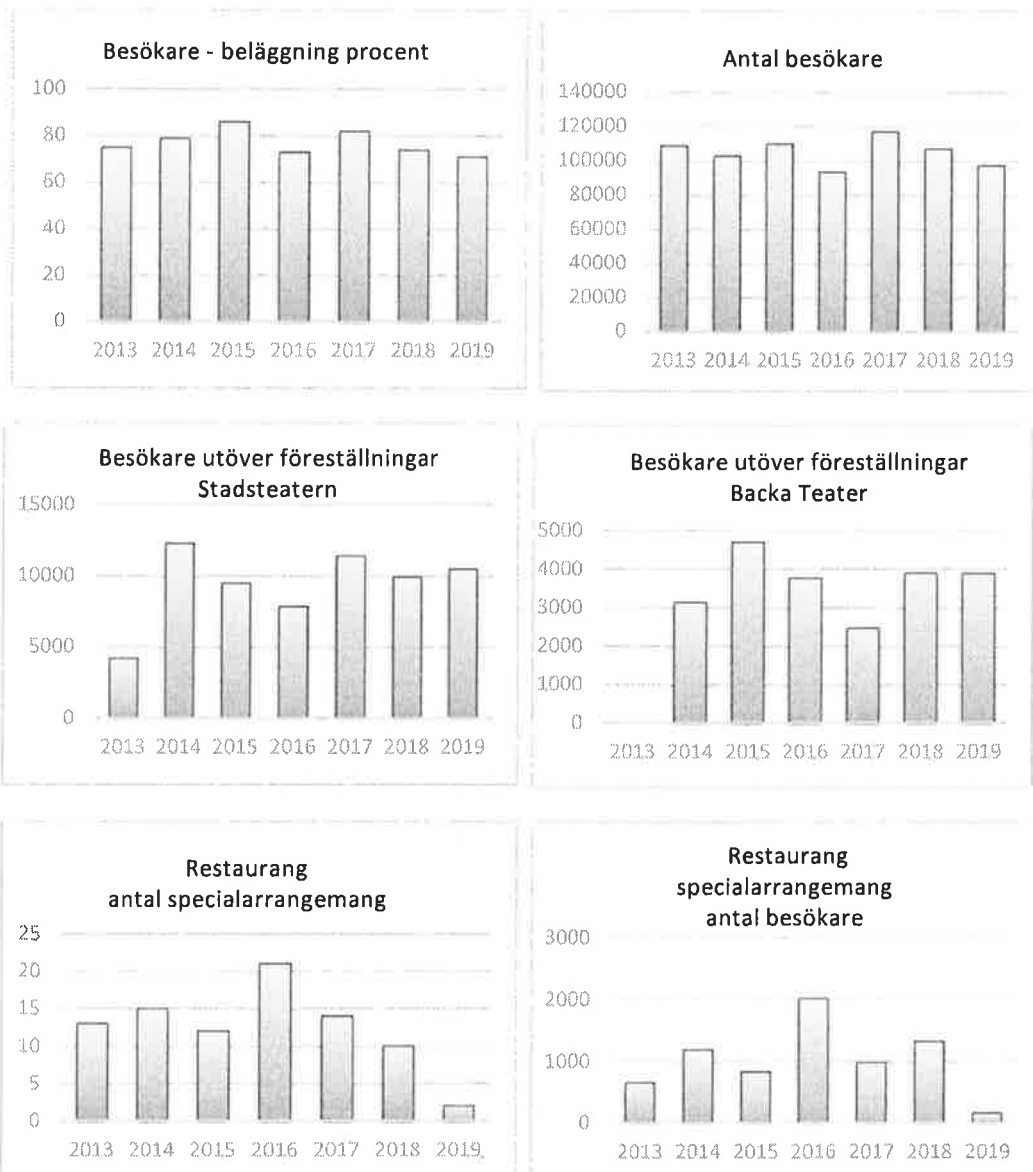 Besökare - beläggning procent
100
80
60
40
20
0
2013 2014 2015 2016 2017 2018 2019
Antal besökare
140000
120000
100000
80000
60000
40000
20000
0
2013 2014 2015 2016 2017 2018 2019
Besökare utöver föreställningar
Stadsteatern
15000
10000
5000
0
2013 2014 2015 2016 2017 2018 2019
Besökare utöver föreställningar
Backa Teater
5000
4000
3000
2000
1000
0
2013 2014 2015 2016 2017 2018 2019
Restaurang
antal specialarrangemang
25
20
15
10
5
0
2013 2014 2015 2016 2017 2018 2019
Restaurang
specialarrangemang
antal besökare
3000
2000
1000
0
2013 2014 2015 2016 2017 2018 2019